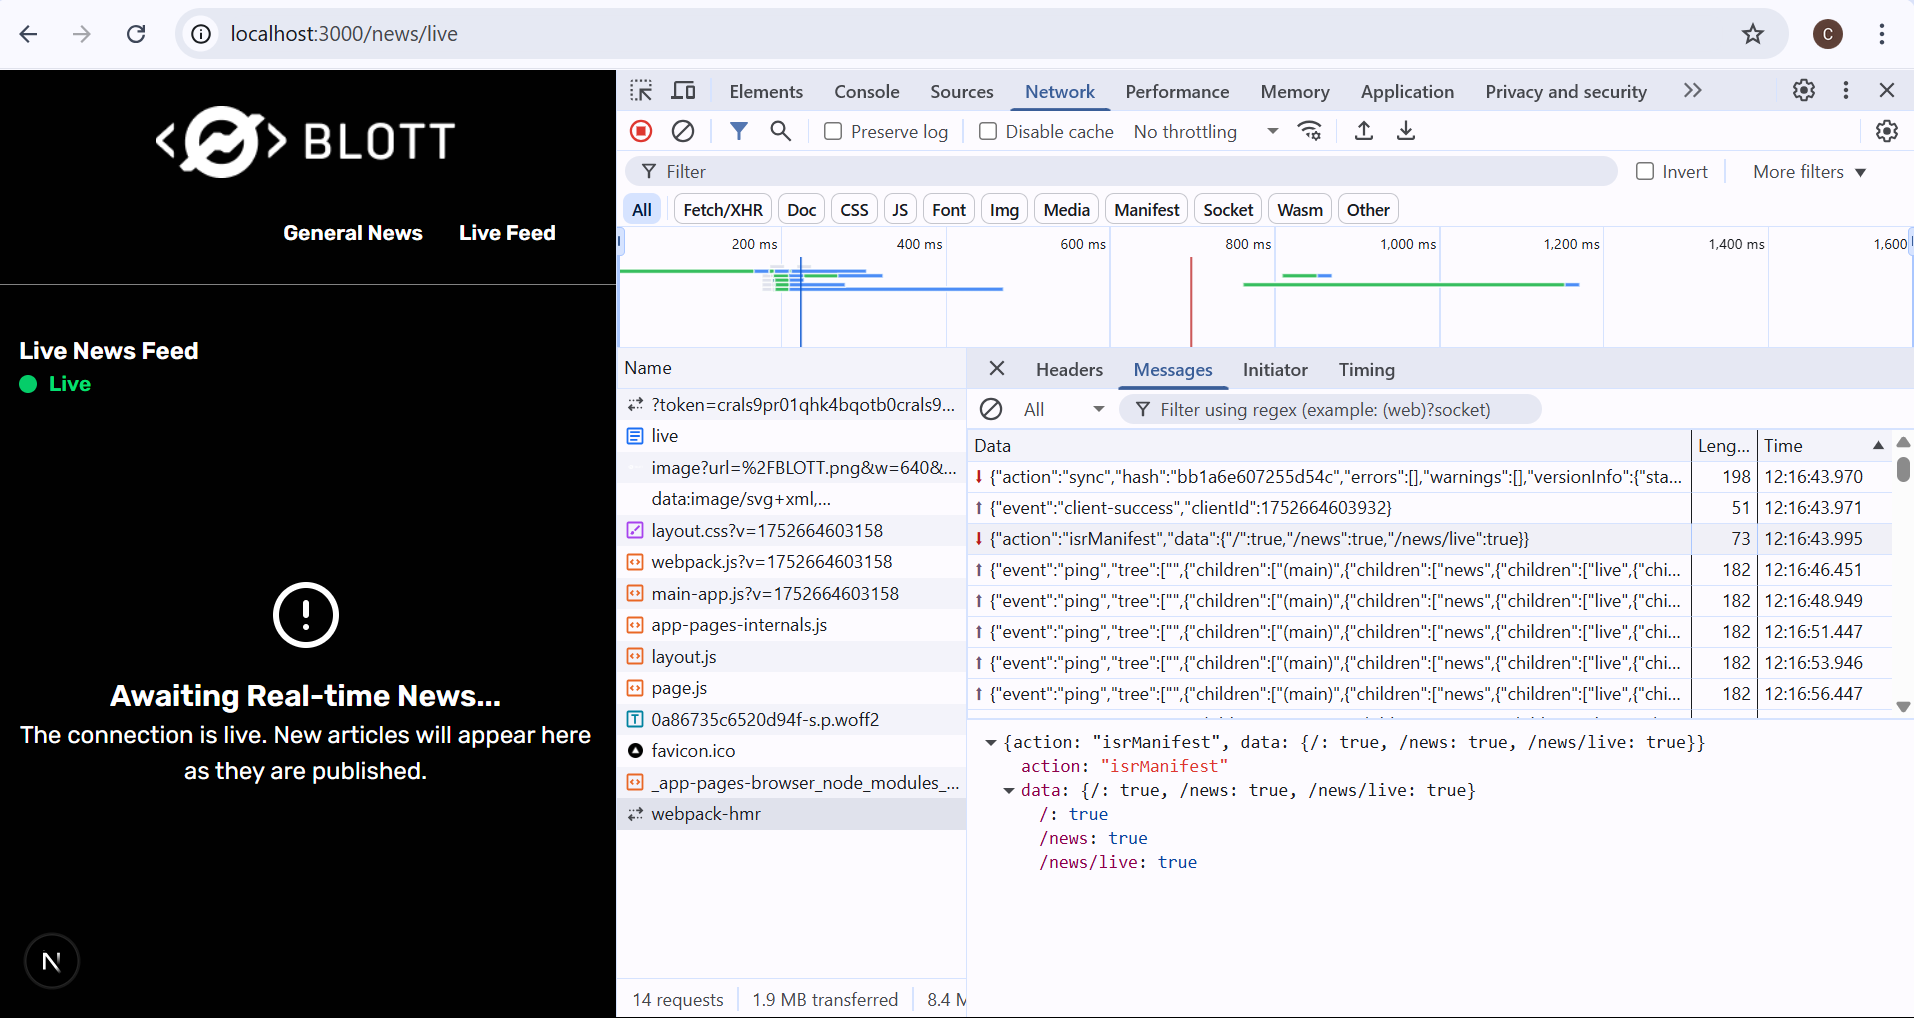 localhost:3000/news/live
C
BLOTT
General News Live Feed
Live News Feed
Live
Awaiting Real-time News...
The connection is live. New articles will appear here
as they are published.
N
Elements Console Sources Network Performance Memory Application Privacy and security
Preserve log Disable cache No throttling
Filter Invert More filters
All Fetch/XHR Doc CSS JS Font Img Media Manifest Socket Wasm Other
200 ms 400 ms 600 ms 800 ms 1,000 ms 1,200 ms 1,400 ms 1,600
Name
?token=crals9pr01qhk4bqotb0crals9...
live
image?url=%2FBLOTT.png&w=640&...
data:image/svg+xml,...
layout.css?v=1752664603158
webpack.js?v=1752664603158
main-app.js?v=1752664603158
app-pages-internals.js
layout.js
page.js
0a86735c6520d94f-s.p.woff2
favicon.ico
_app-pages-browser_node_modules_...
webpack-hmr
14 requests 1.9 MB transferred 8.4 M
Headers Messages Initiator Timing
All Filter using regex (example: (web)?socket)
Data Leng... Time
{"action":"sync","hash":"bb1a6e607255d54c","errors":[],"warnings":[],"versionInfo":{"sta... 198 12:16:43.970
{"event":"client-success","clientId":1752664603932} 51 12:16:43.971
{"action":"isrManifest","data":{"/":true,"/news":true,"/news/live":true}} 73 12:16:43.995
{"event":"ping","tree":["",{"children":["(main)",{"children":["news",{"children":["live",{"chi... 182 12:16:46.451
{"event":"ping","tree":["",{"children":["(main)",{"children":["news",{"children":["live",{"chi... 182 12:16:48.949
{"event":"ping","tree":["",{"children":["(main)",{"children":["news",{"children":["live",{"chi... 182 12:16:51.447
{"event":"ping","tree":["",{"children":["(main)",{"children":["news",{"children":["live",{"chi... 182 12:16:53.946
{"event":"ping","tree":["",{"children":["(main)",{"children":["news",{"children":["live",{"chi... 182 12:16:56.447
{action: "isrManifest", data: {/: true, /news: true, /news/live: true}}
action: "isrManifest"
data: {/: true, /news: true, /news/live: true}
/: true
/news: true
/news/live: true